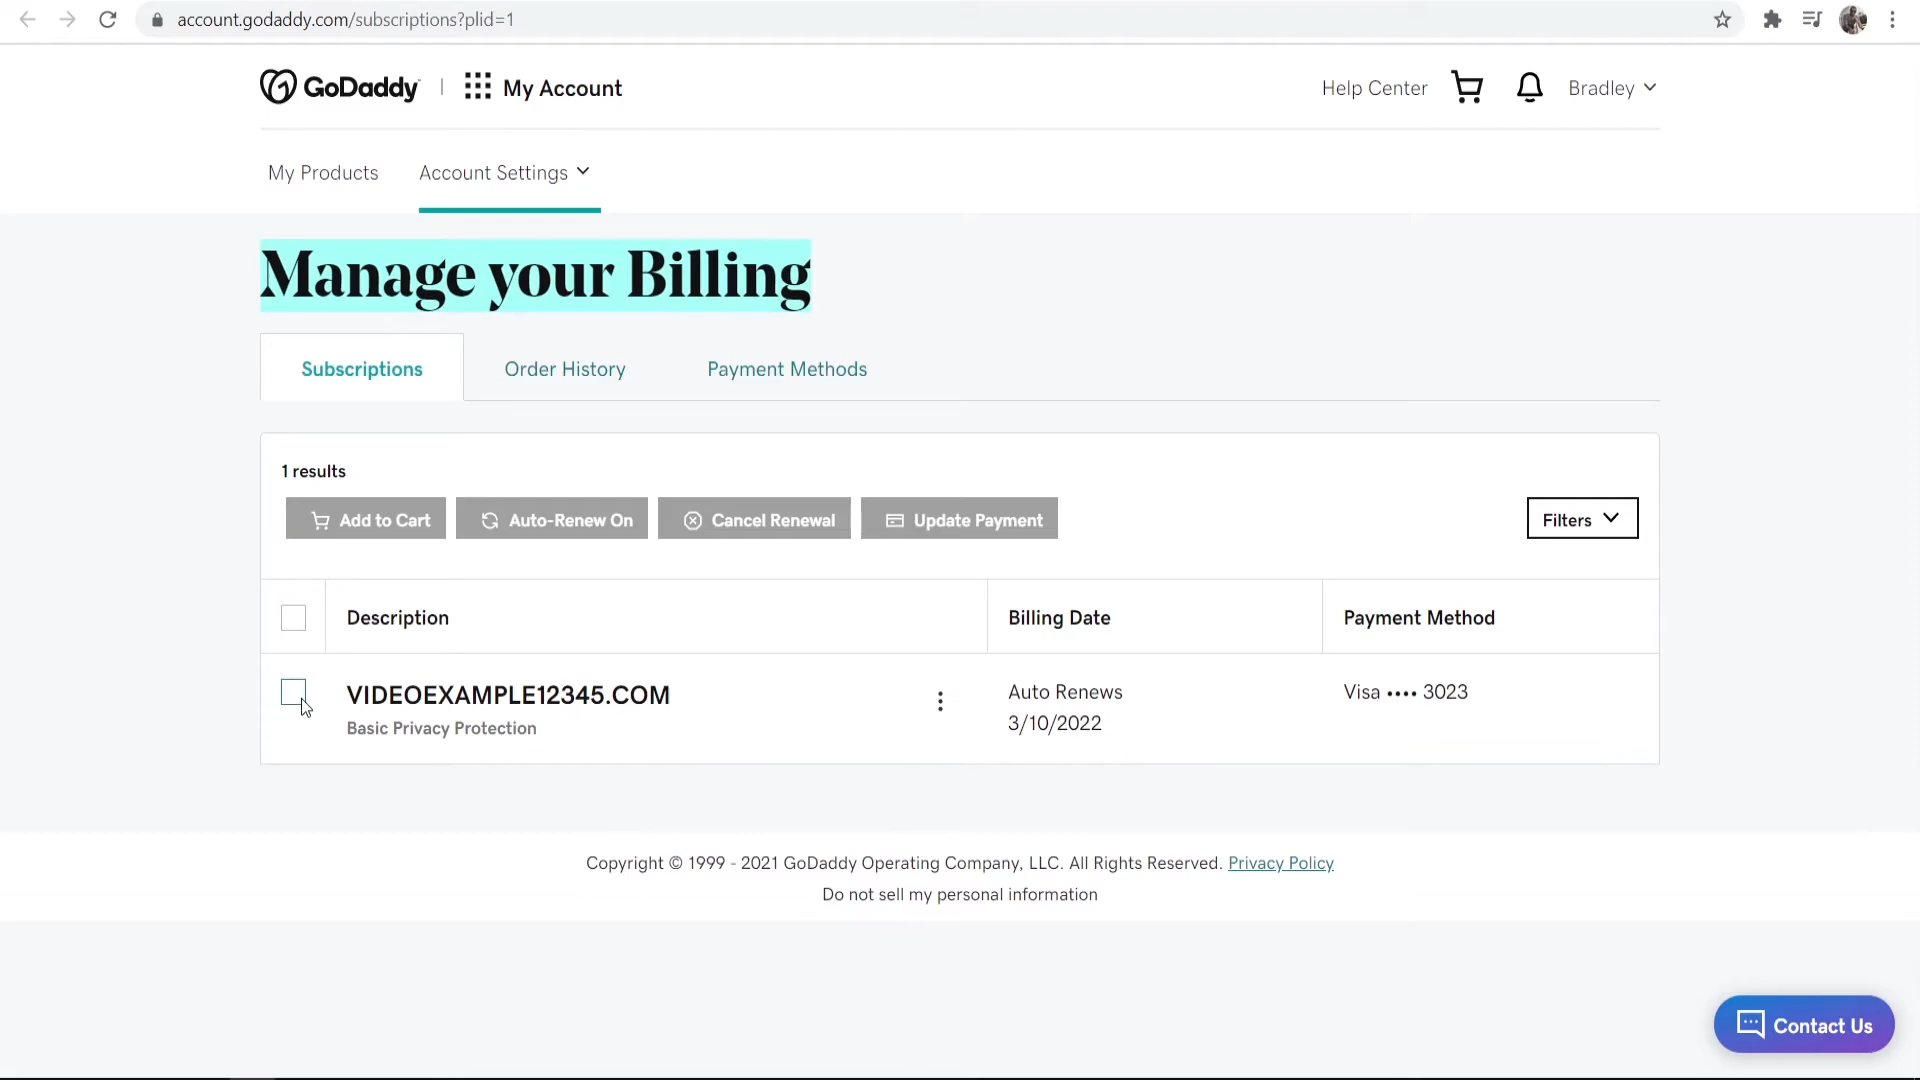 account.godaddy.com/subscriptions?plid=1
GoDaddy | My Account
Help Center
Bradley
My Products
Account Settings
Manage your Billing
Subscriptions
Order History
Payment Methods
1 results
Add to Cart
Auto-Renew On
Cancel Renewal
Update Payment
Filters
Description
Billing Date
Payment Method
VIDEOEXAMPLE12345.COM
Basic Privacy Protection
Auto Renews
3/10/2022
Visa •••• 3023
Copyright © 1999 - 2021 GoDaddy Operating Company, LLC. All Rights Reserved. Privacy Policy
Do not sell my personal information
Contact Us